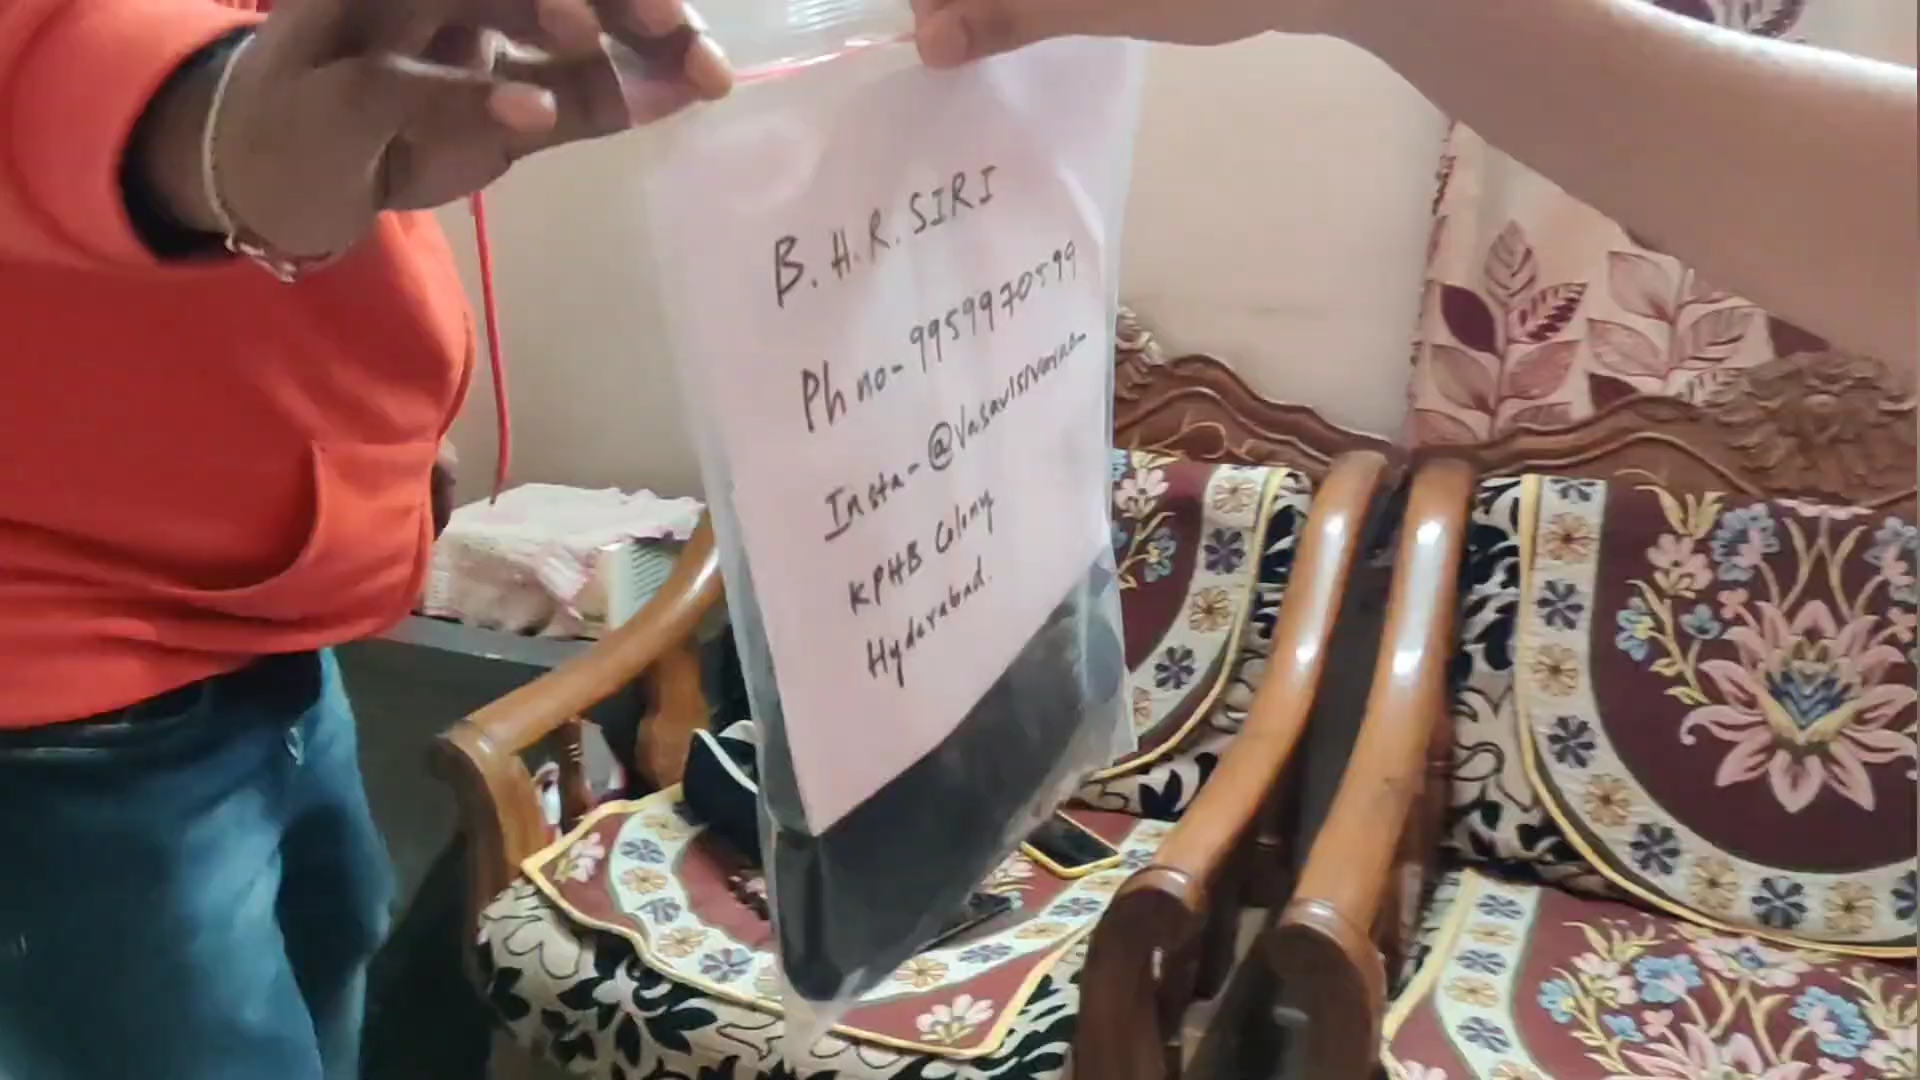 B. H. R. SIRI
Ph no - 9959970599
Insta - @
KPHB Colony
Hyderabad.